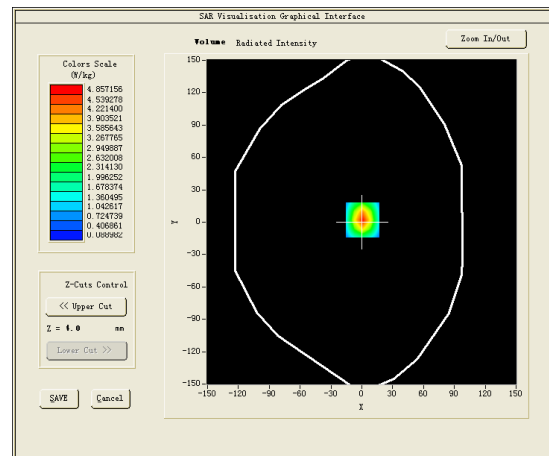 SAR Visualisation Graphical Interface
Volume Radiated Intensity
Zoom In/Out
Colors Scale
(W/kg)
4.857156
4.539278
4.221400
3.903521
3.585643
3.267765
2.949887
2.632008
2.314130
1.996252
1.678374
1.360495
1.042617
0.724739
0.406861
0.088982
Z-Cuts Control
<< Upper Cut
Z = 4.0 mm
Lower Cut >>
SAVE Cancel
150
120
90
60
30
0
-30
-60
-90
-120
-150
Y
-150 -120 -90 -60 -30 0 30 60 90 120 150
X